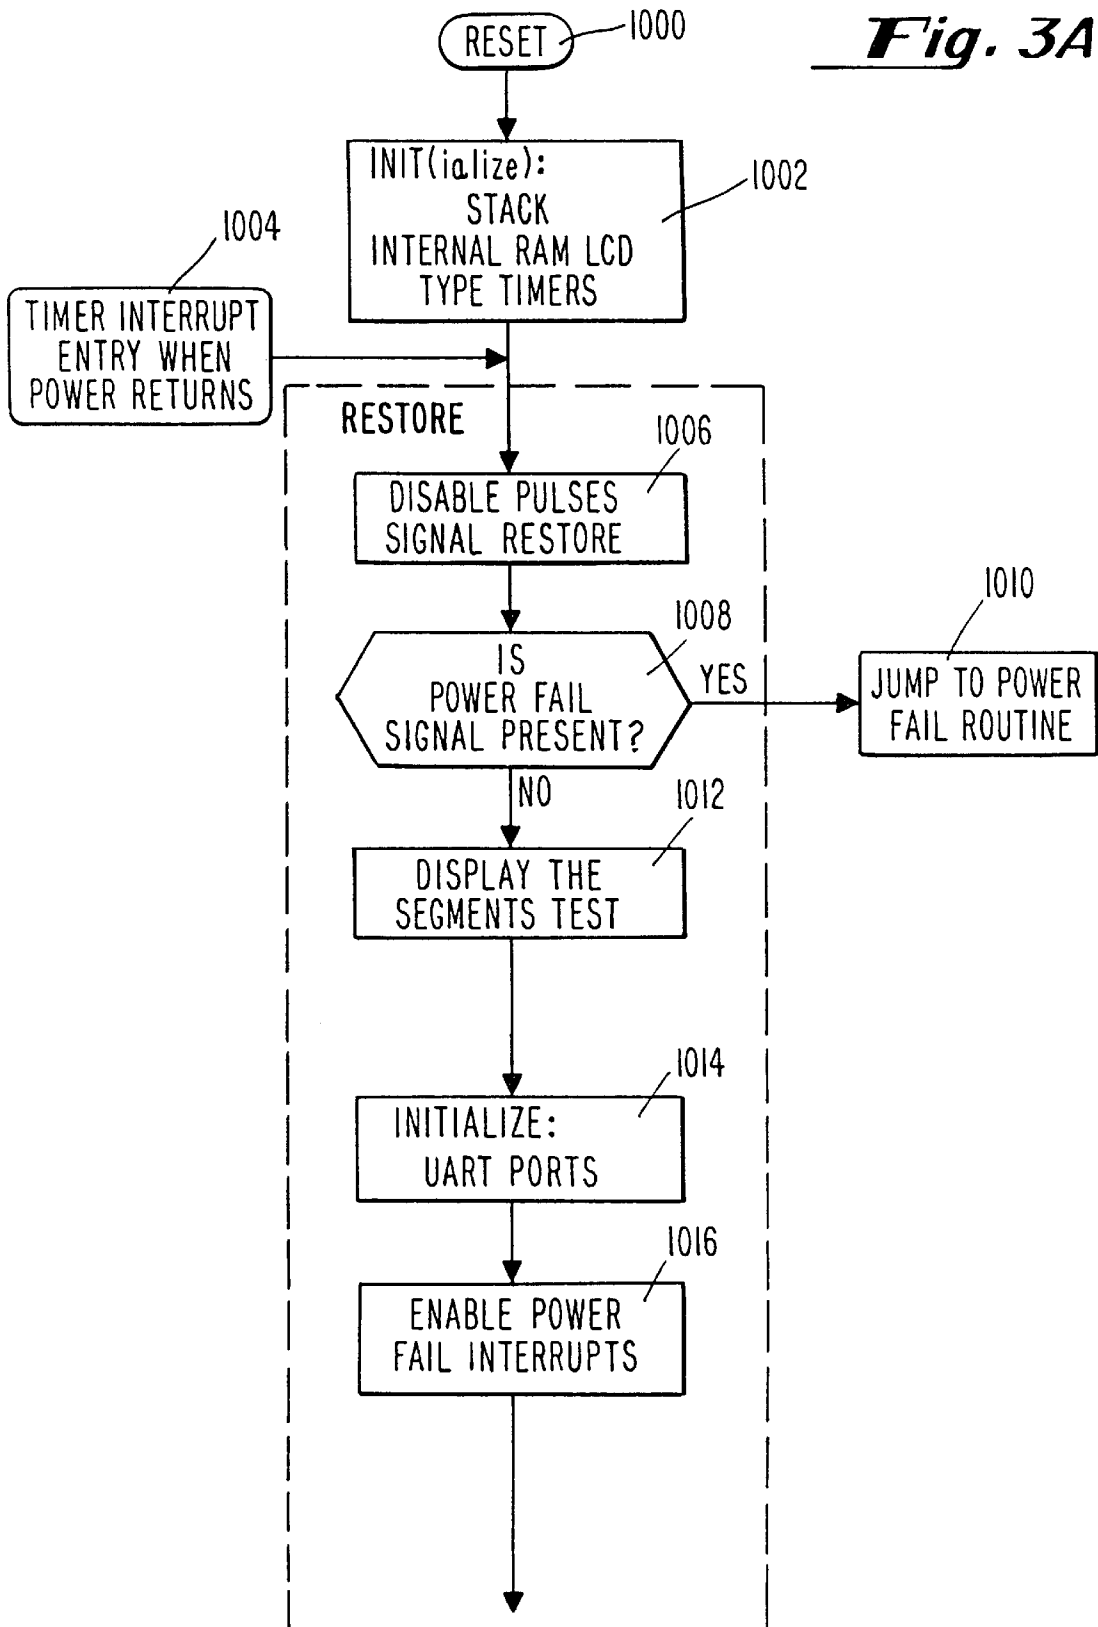 RESET
1000
Fig. 3A
INIT(ialize):
STACK
INTERNAL RAM LCD
TYPE TIMERS
1002
1004
TIMER INTERRUPT
ENTRY WHEN
POWER RETURNS
RESTORE
1006
DISABLE PULSES
SIGNAL RESTORE
1008
IS
POWER FAIL
SIGNAL PRESENT?
YES
1010
JUMP TO POWER
FAIL ROUTINE
NO
1012
DISPLAY THE
SEGMENTS TEST
1014
INITIALIZE:
UART PORTS
1016
ENABLE POWER
FAIL INTERRUPTS